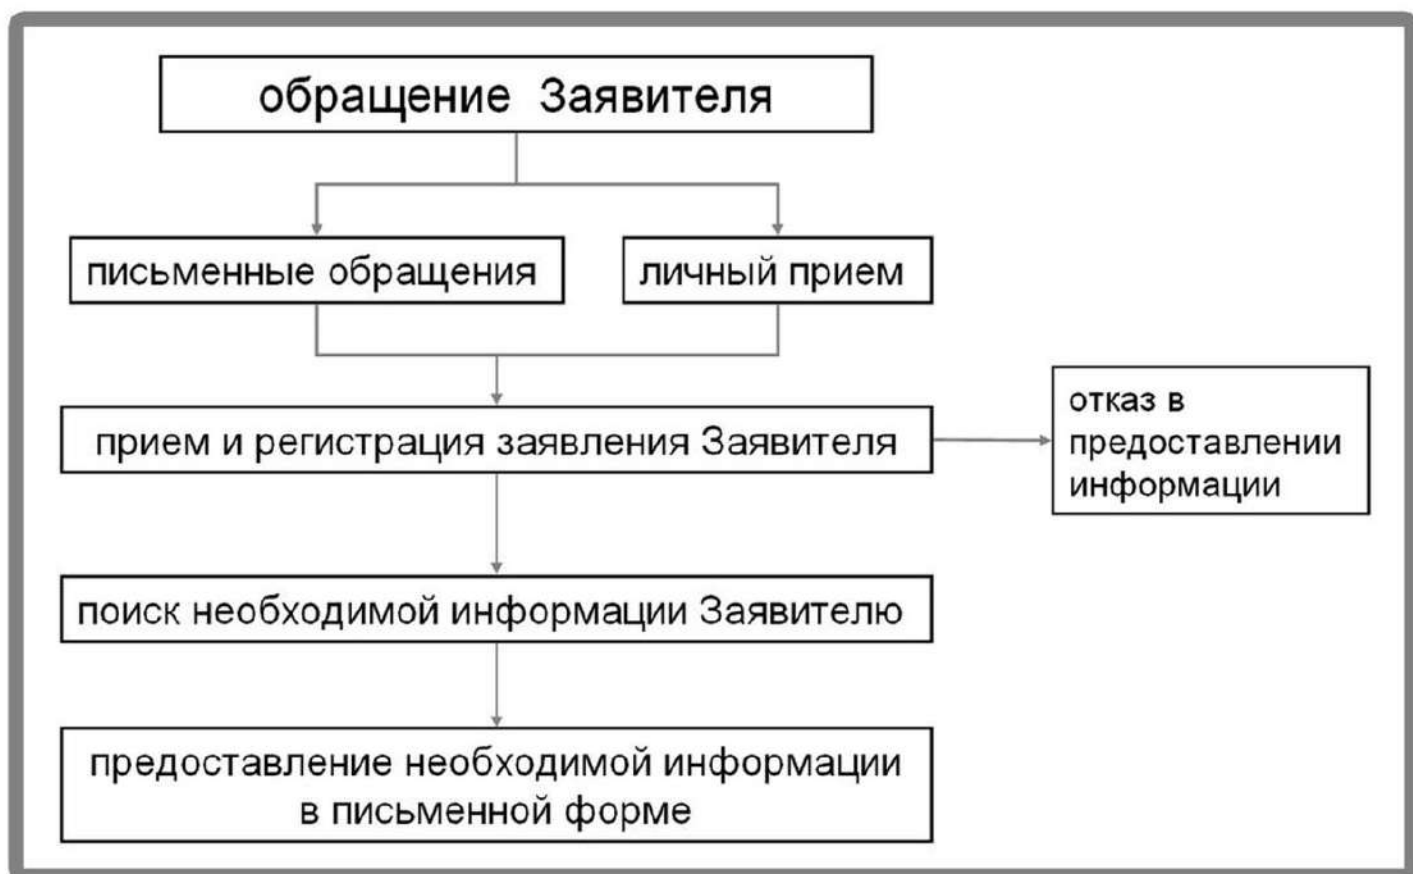 обращение Заявителя
письменные обращения
личный прием
прием и регистрация заявления Заявителя
отказ в
предоставлении
информации
поиск необходимой информации Заявителю
предоставление необходимой информации
в письменной форме